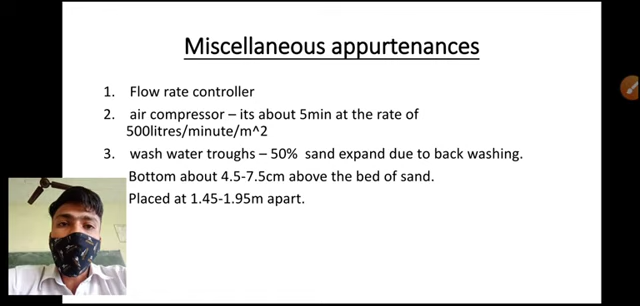 Miscellaneous appurtenances
1. Flow rate controller
2. air compressor – its about 5min at the rate of
500litres/minute/m^2
3. wash water troughs – 50% sand expand due to back washing.
Bottom about 4.5-7.5cm above the bed of sand.
Placed at 1.45-1.95m apart.